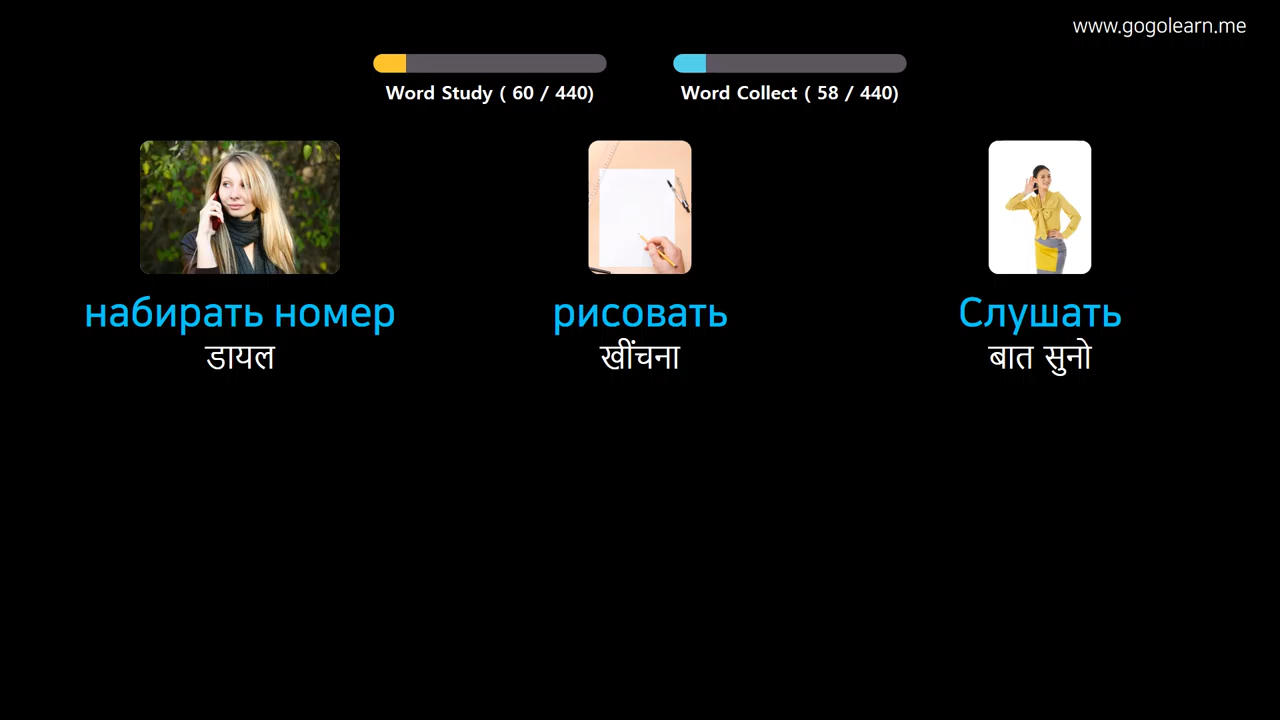 www.gogolearn.me
Word Study ( 60 / 440)
Word Collect ( 58 / 440)
набирать номер
डायल
рисовать
खींचना
Слушать
बात सुनो